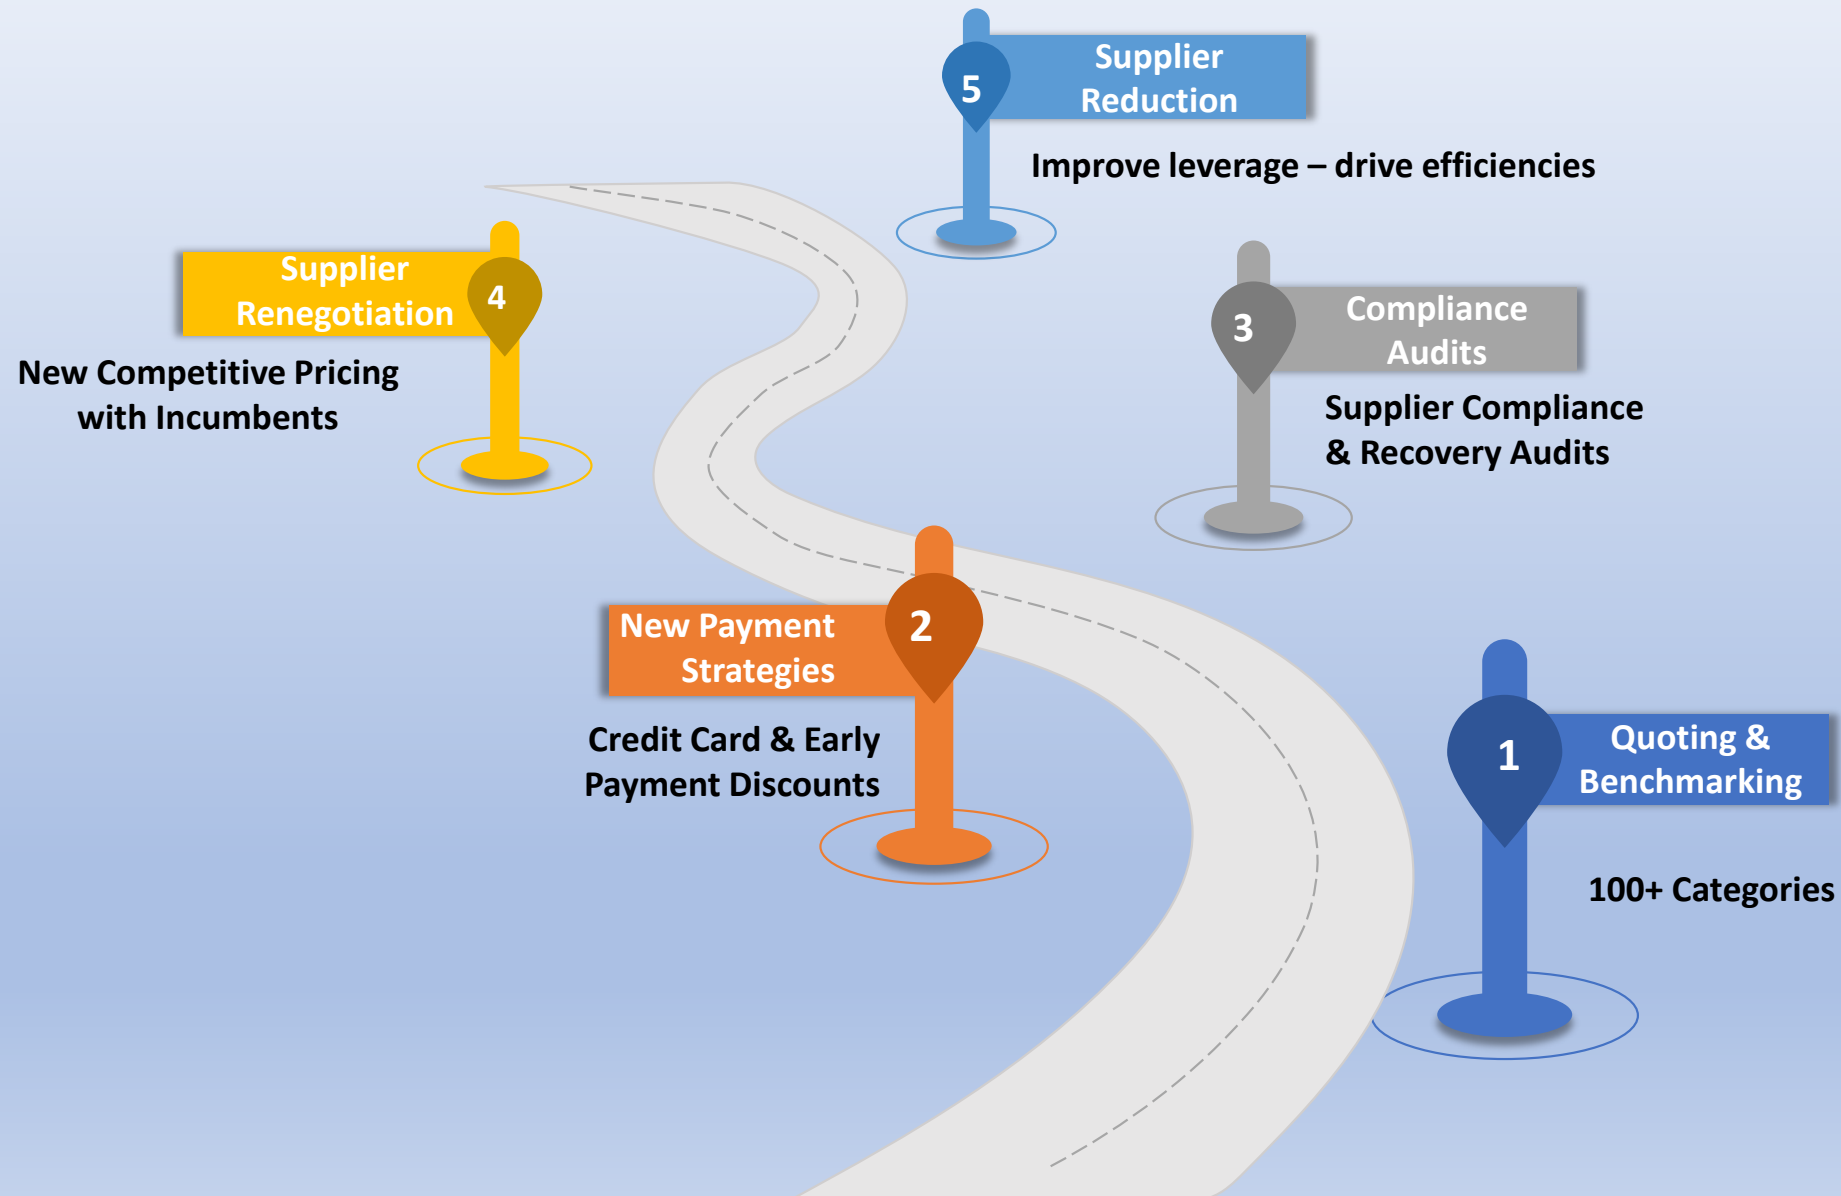 5
Supplier
Reduction
Improve leverage – drive efficiencies
4
Supplier
Renegotiation
New Competitive Pricing
with Incumbents
3
Compliance
Audits
Supplier Compliance
& Recovery Audits
2
New Payment
Strategies
Credit Card & Early
Payment Discounts
1
Quoting &
Benchmarking
100+ Categories